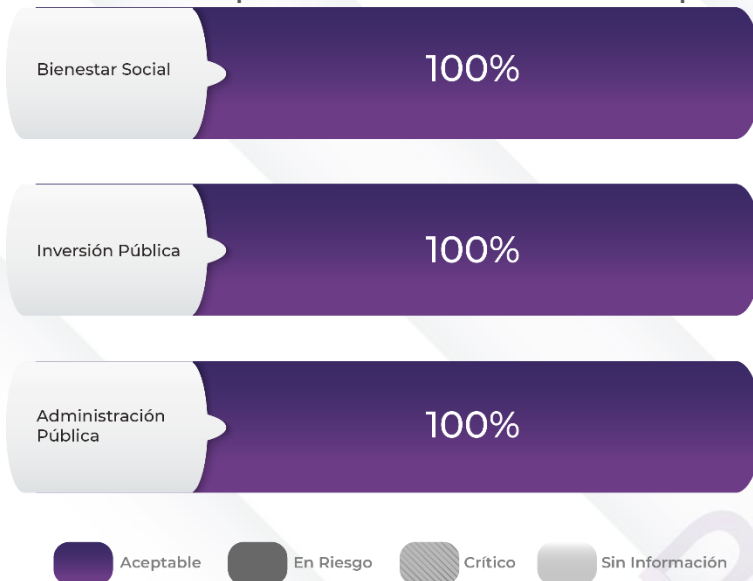 Bienestar Social
100%
Inversión Pública
100%
Administración
Pública
100%
Aceptable
En Riesgo
Crítico
Sin Información